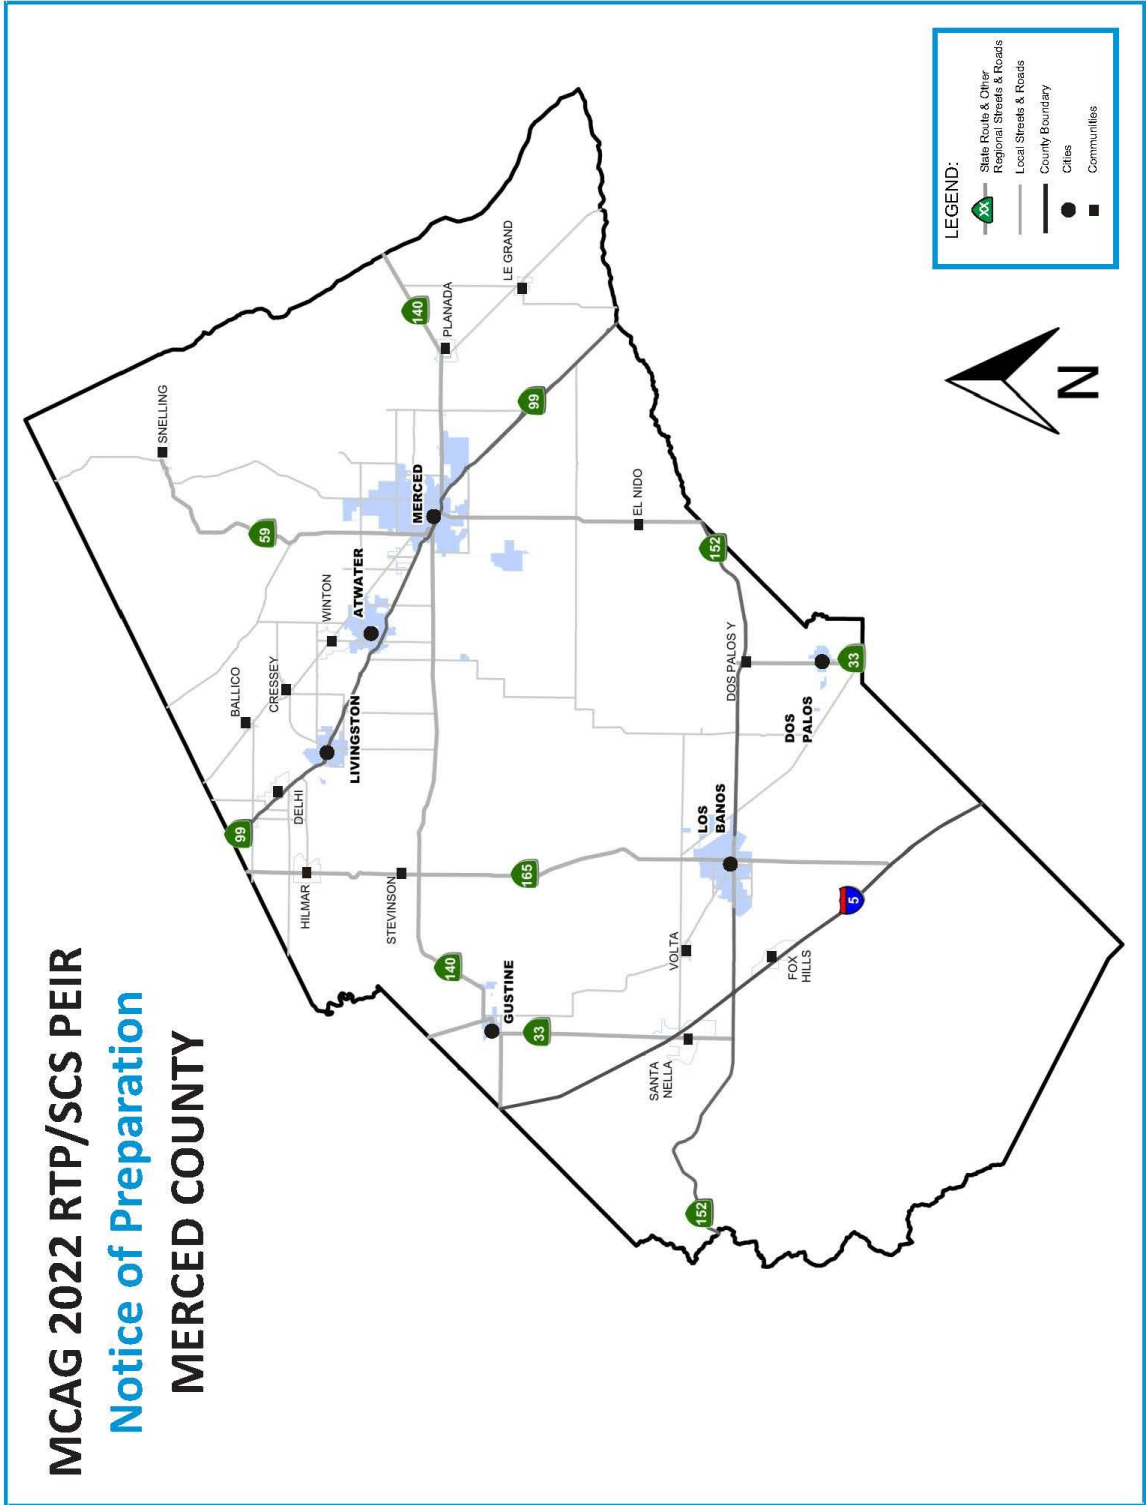 MCAG 2022 RTP/SCS PEIR
Notice of Preparation
MERCED COUNTY
SNELLING
59
WINTON
ATWATER
MERCED
140
PLANADA
LE GRAND
99
BALLICO
CRESSEY
LIVINGSTON
99
DELHI
HILMAR
STEVINSON
165
140
GUSTINE
33
EL NIDO
152
DOS PALOS Y
33
DOS
PALOS
LOS
BANOS
VOLTA
5
FOX
HILLS
SANTA
NELLA
152
N
LEGEND:
XX
State Route & Other
Regional Streets & Roads
Local Streets & Roads
County Boundary
Cities
Communities